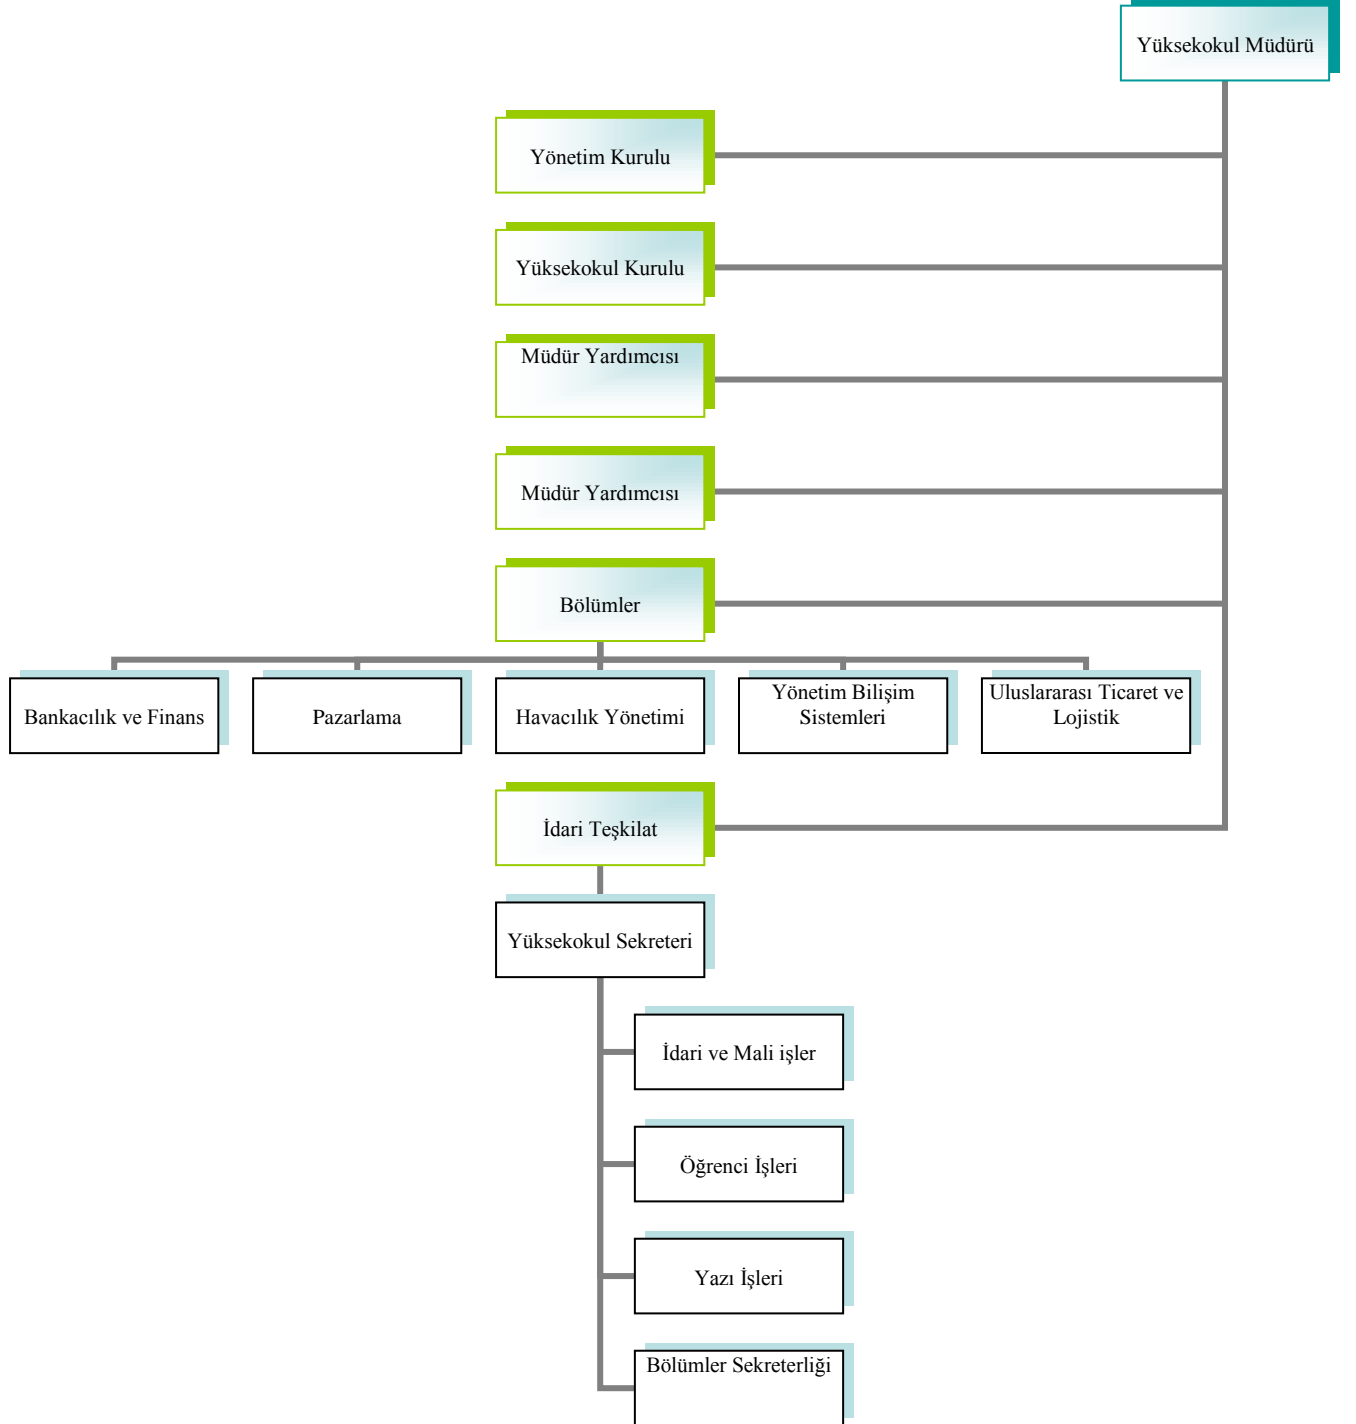 Yüksekokul Müdürü
Yönetim Kurulu
Yüksekokul Kurulu
Müdür Yardımcısı
Müdür Yardımcısı
Bölümler
Bankacılık ve Finans
Pazarlama
Havacılık Yönetimi
Yönetim Bilişim
Sistemleri
Uluslararası Ticaret ve
Lojistik
İdari Teşkilat
Yüksekokul Sekreteri
İdari ve Mali işler
Öğrenci İşleri
Yazı İşleri
Bölümler Sekreterliği